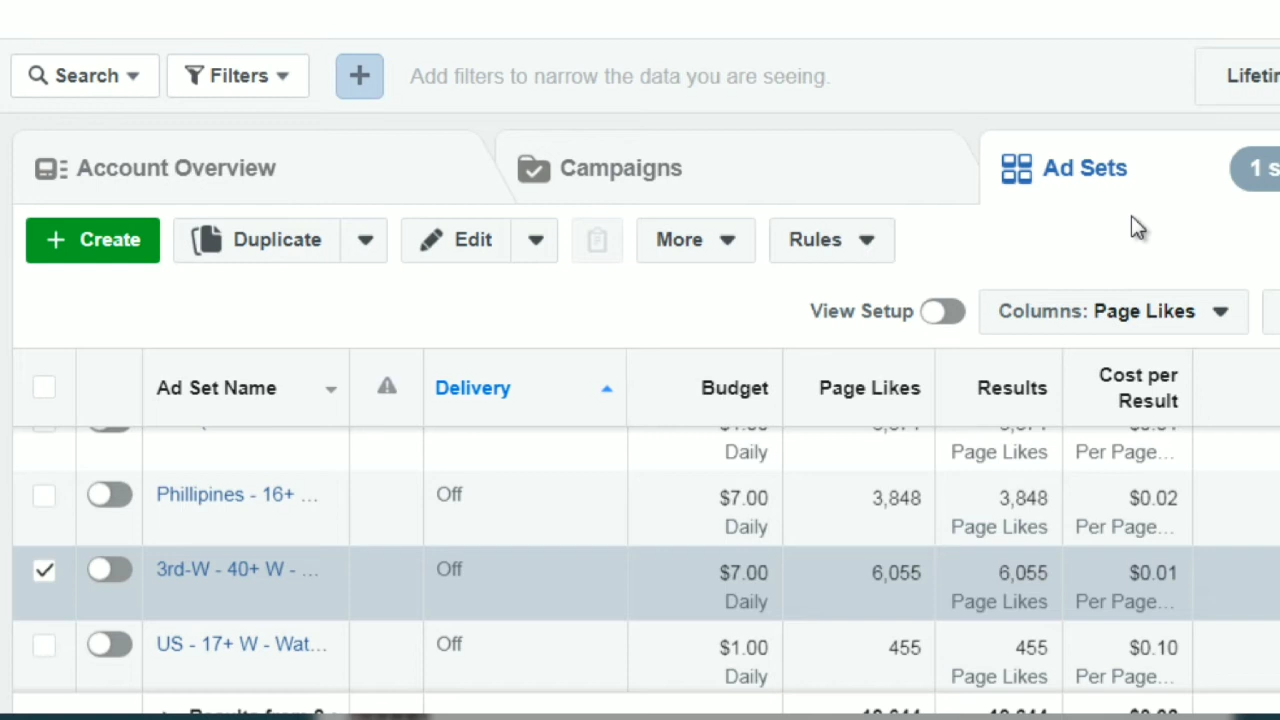 Search Filters + Add filters to narrow the data you are seeing.
Account Overview Campaigns Ad Sets
+ Create Duplicate Edit More Rules
View Setup Columns: Page Likes
Ad Set Name Delivery Budget Page Likes Results Cost per Result
Daily Page Likes Per Page...
Phillipines - 16+ ... Off $7.00 3,848 3,848 $0.02
Daily Page Likes Per Page...
3rd-W - 40+ W - ... Off $7.00 6,055 6,055 $0.01
Daily Page Likes Per Page...
US - 17+ W - Wat... Off $1.00 455 455 $0.10
Daily Page Likes Per Page...